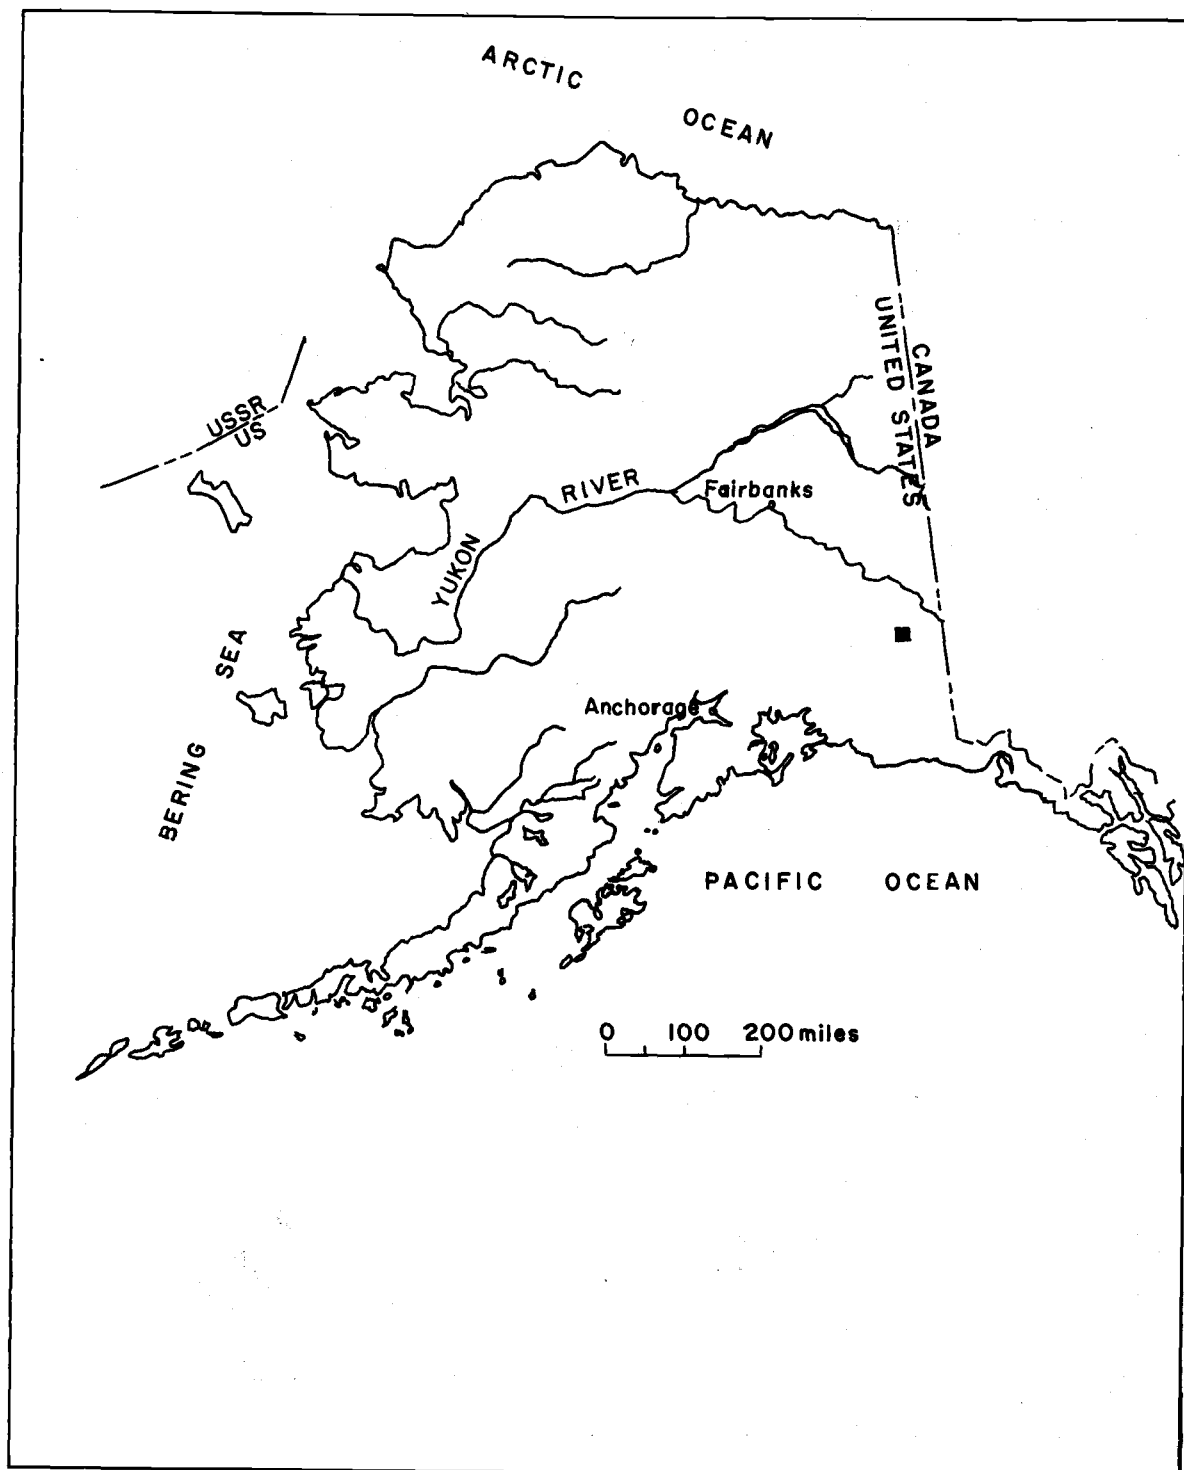 ARCTIC
OCEAN
CANADA
UNITED STATES
USSR
US
RIVER
Fairbanks
YUKON
SEA
Anchorage
BERING
PACIFIC OCEAN
0 100 200 miles